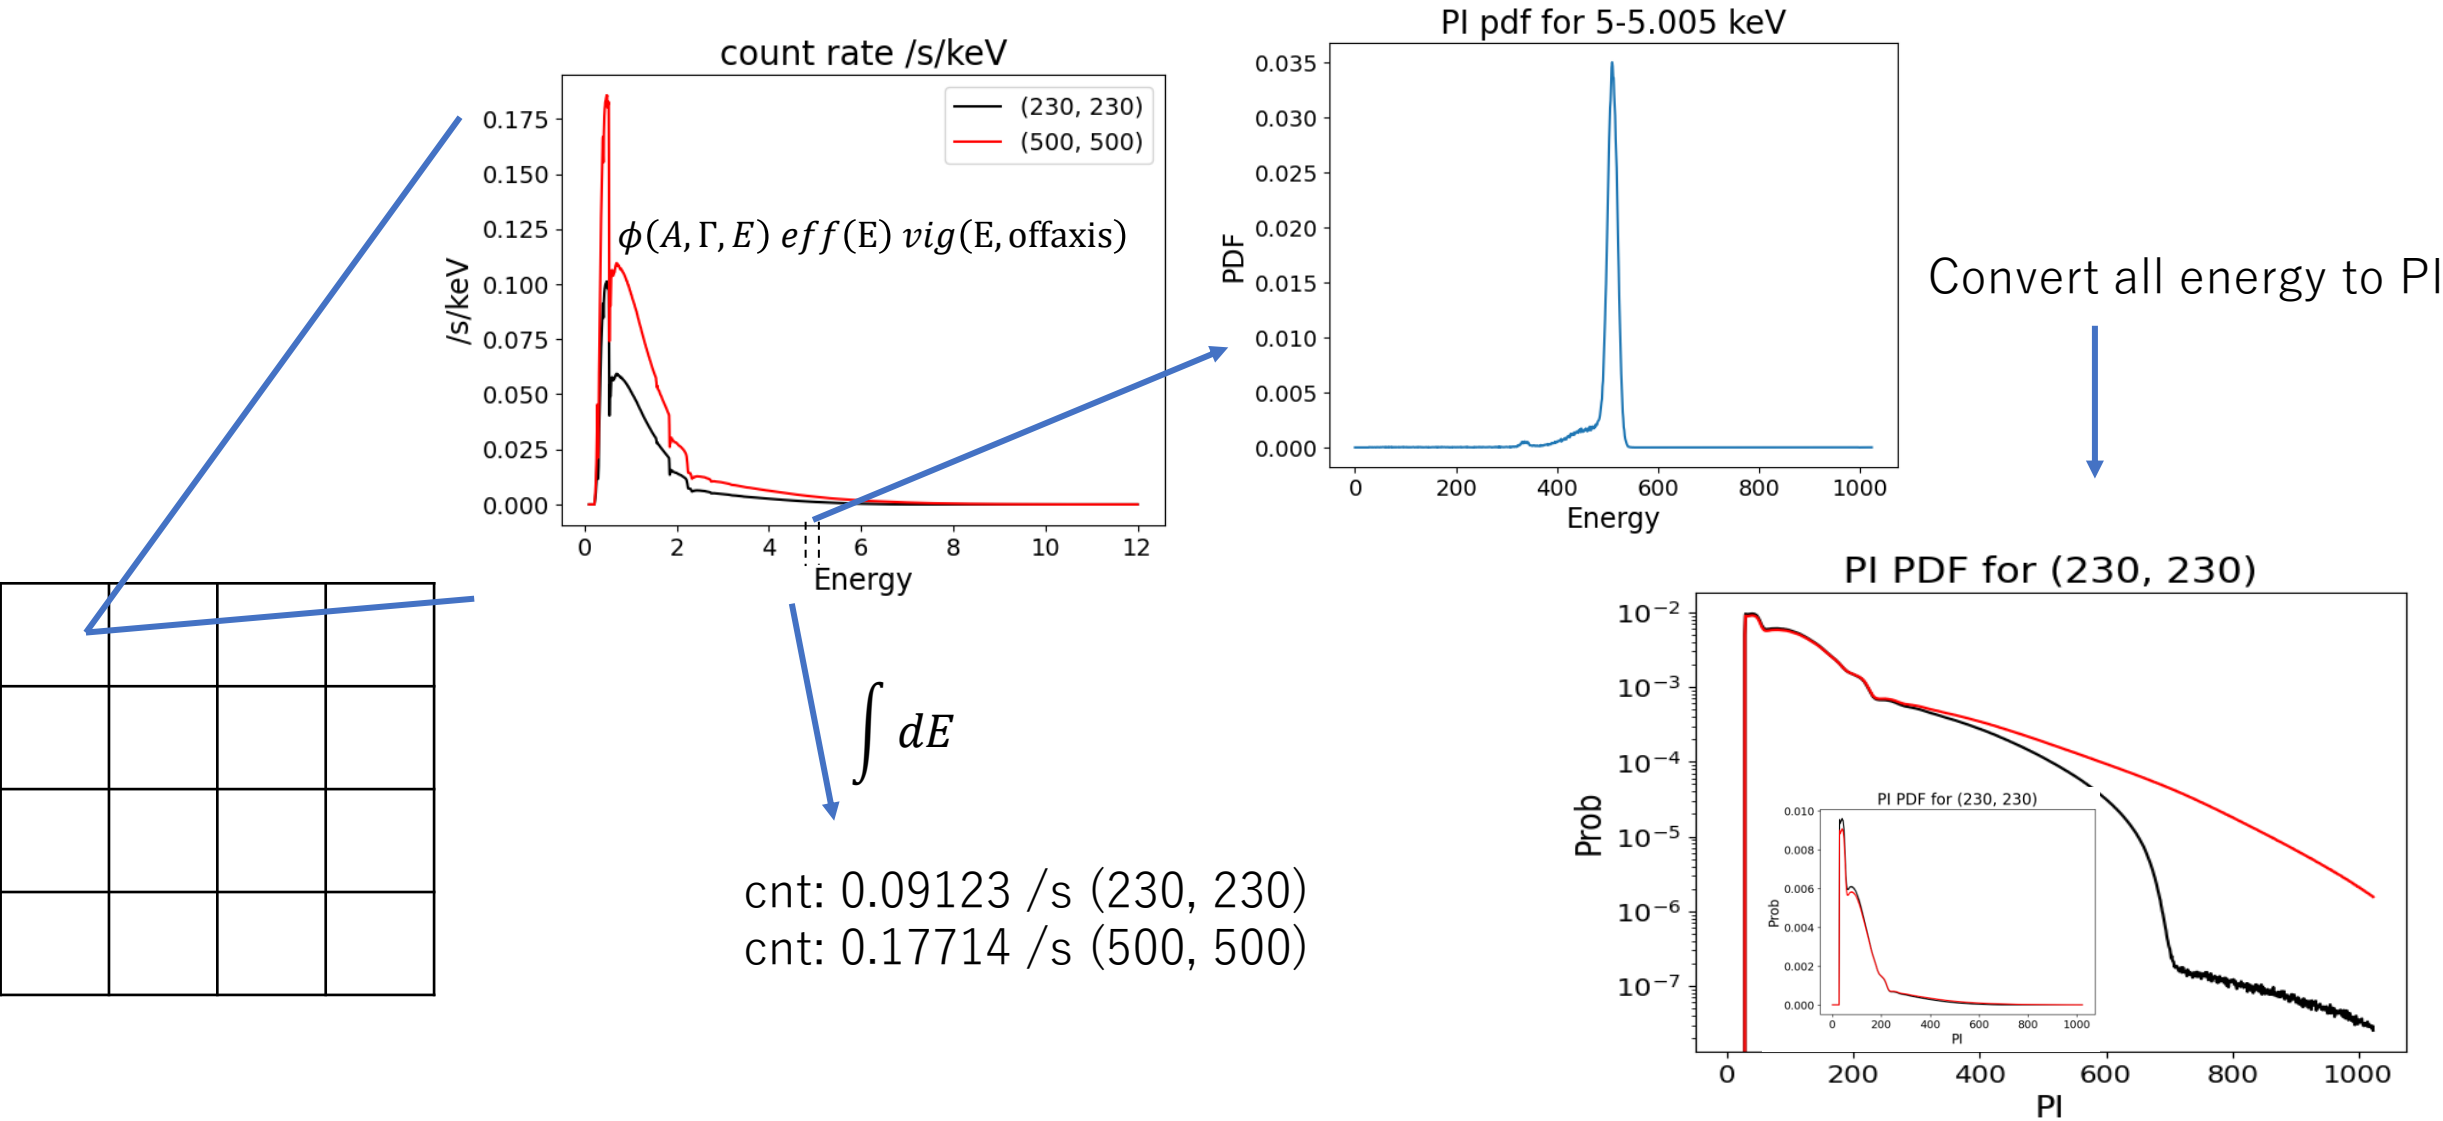 count rate /s/keV
(230, 230)
(500, 500)
ϕ(A, Γ, E) eff(E) vig(E, offaxis)
/s/keV
0.175
0.150
0.125
0.100
0.075
0.050
0.025
0.000
0 2 4 6 8 10 12
Energy
PI pdf for 5-5.005 keV
PDF
0.035
0.030
0.025
0.020
0.015
0.010
0.005
0.000
0 200 400 600 800 1000
Energy
Convert all energy to PI
∫ dE
cnt: 0.09123 /s (230, 230)
cnt: 0.17714 /s (500, 500)
PI PDF for (230, 230)
Prob
10⁻²
10⁻³
10⁻⁴
10⁻⁵
10⁻⁶
10⁻⁷
0 200 400 600 800 1000
PI
PI PDF for (230, 230)
Prob
0.010
0.008
0.006
0.004
0.002
0.000
0 200 400 600 800 1000
PI